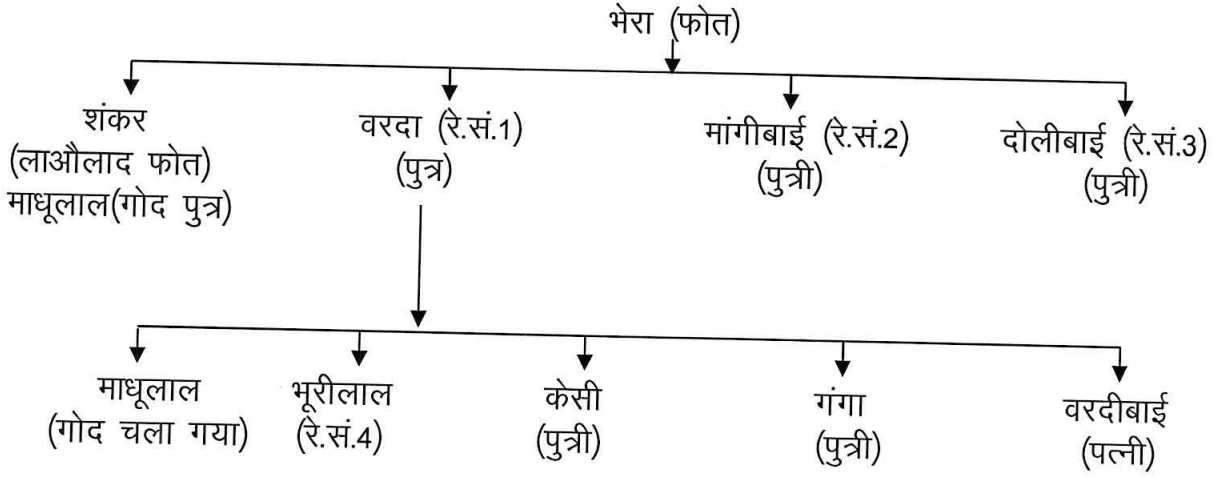 भेरा (फोत)
शंकर
(लाऔलाद फोत)
माधूलाल(गोद पुत्र)
वरदा (रे.सं.1)
(पुत्र)
मांगीबाई (रे.सं.2)
(पुत्री)
दोलीबाई (रे.सं.3)
(पुत्री)
माधूलाल
(गोद चला गया)
भूरीलाल
(रे.सं.4)
केसी
(पुत्री)
गंगा
(पुत्री)
वरदीबाई
(पत्नी)